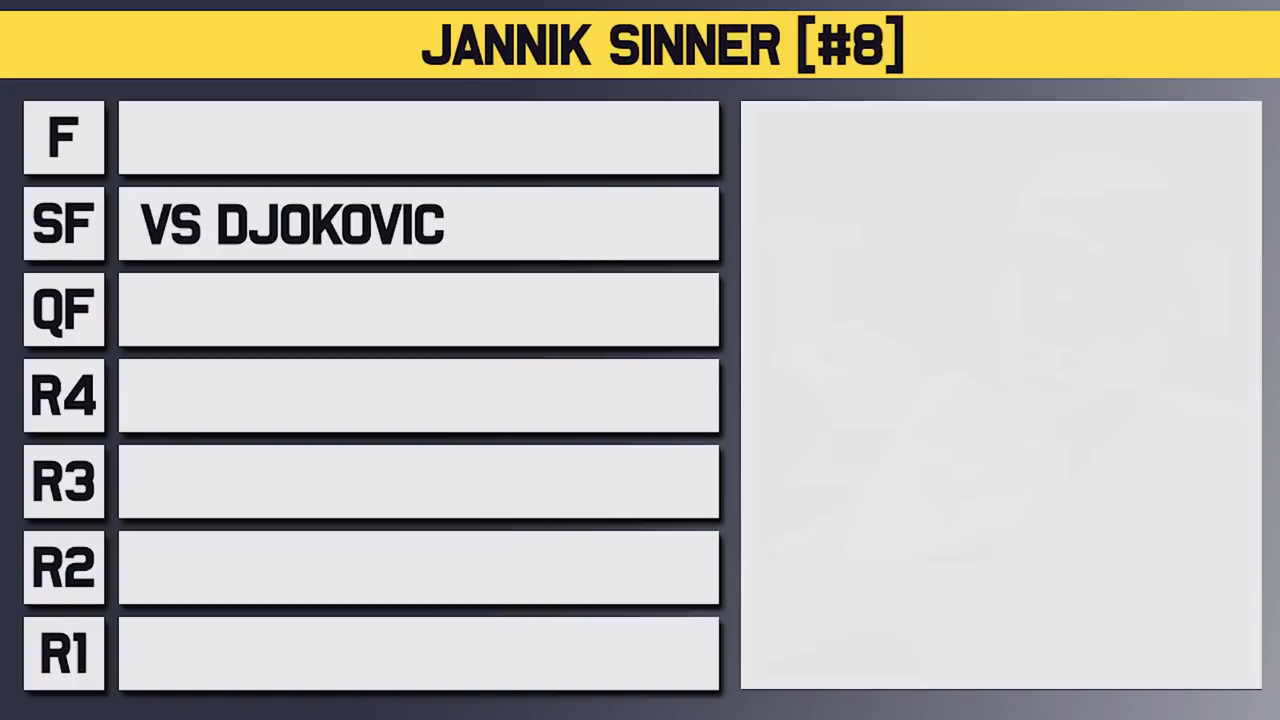 JANNIK SINNER [#8]
F
SF VS DJOKOVIC
QF
R4
R3
R2
R1